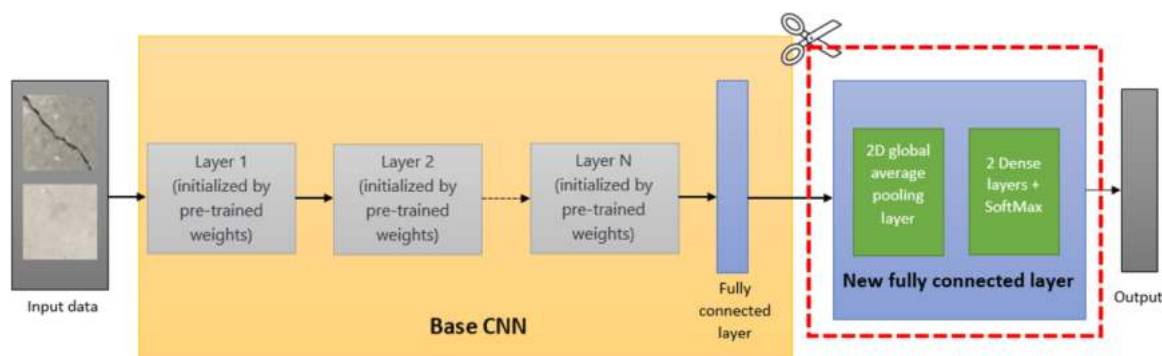 Layer 1
(initialized by
pre-trained
weights)
Layer 2
(initialized by
pre-trained
weights)
Layer N
(initialized by
pre-trained
weights)
2D global
average
pooling
layer
2 Dense
layers +
SoftMax
Input data
Base CNN
Fully
connected
layer
New fully connected layer
Output